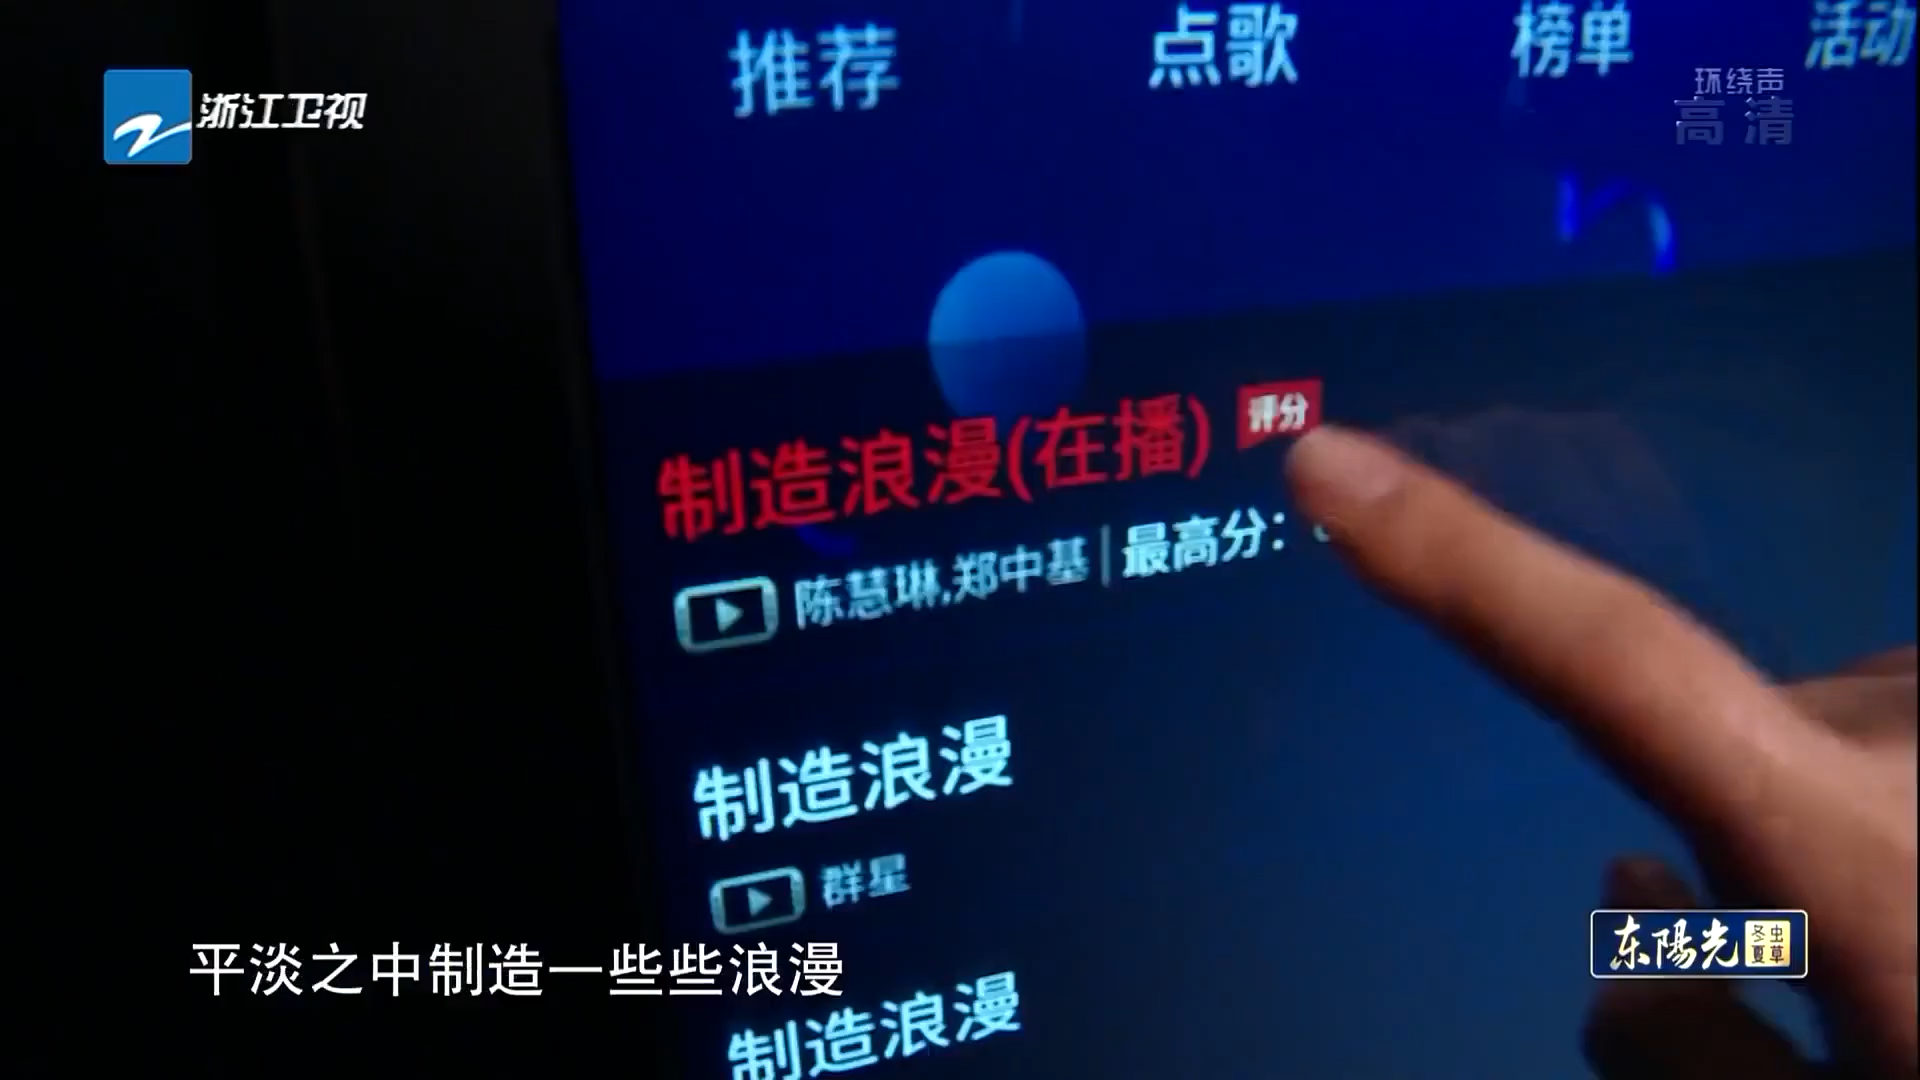 推荐
点歌
榜单
活动
浙江卫视
环绕声
高清
制造浪漫(在播) 评分
陈慧琳,郑中基|最高分:
制造浪漫
群星
平淡之中制造一些些浪漫
制造浪漫
东陽光 冬虫夏草